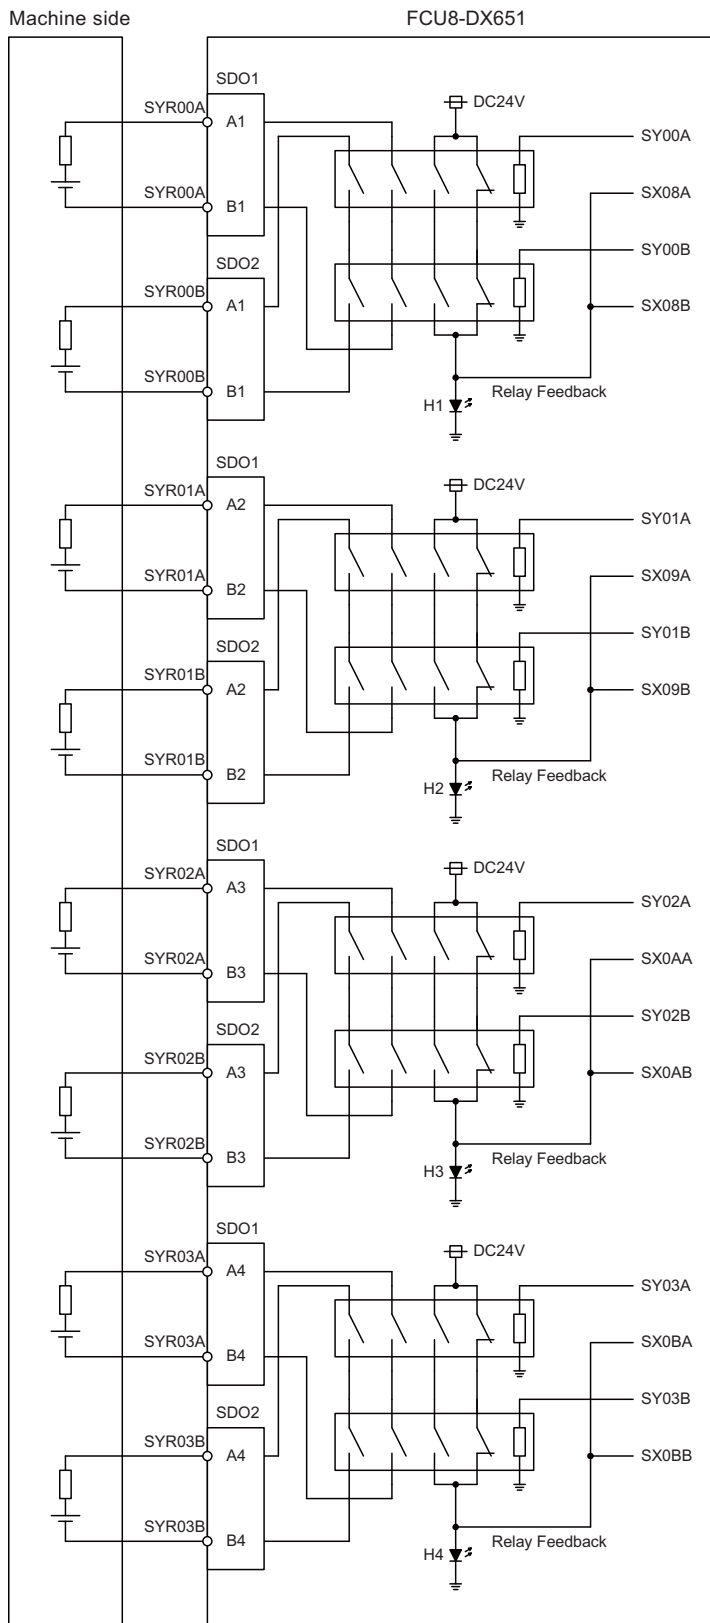 Machine side
FCU8-DX651
SDO1
SYR00A
A1
DC24V
SY00A
SX08A
SYR00A
B1
SY00B
SDO2
SYR00B
A1
SX08B
SYR00B
B1
Relay Feedback
H1
SDO1
SYR01A
A2
DC24V
SY01A
SX09A
SYR01A
B2
SY01B
SDO2
SYR01B
A2
SX09B
SYR01B
B2
Relay Feedback
H2
SDO1
SYR02A
A3
DC24V
SY02A
SX0AA
SYR02A
B3
SY02B
SDO2
SYR02B
A3
SX0AB
SYR02B
B3
Relay Feedback
H3
SDO1
SYR03A
A4
DC24V
SY03A
SX0BA
SYR03A
B4
SY03B
SDO2
SYR03B
A4
SX0BB
SYR03B
B4
Relay Feedback
H4